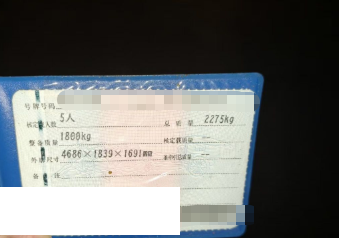 号牌号码
核定载人数 5人 总质量 2275kg
整备质量 1800kg 核定载质量 --
外廓尺寸 4686×1839×1691mm 准牵引总质量 --
备注